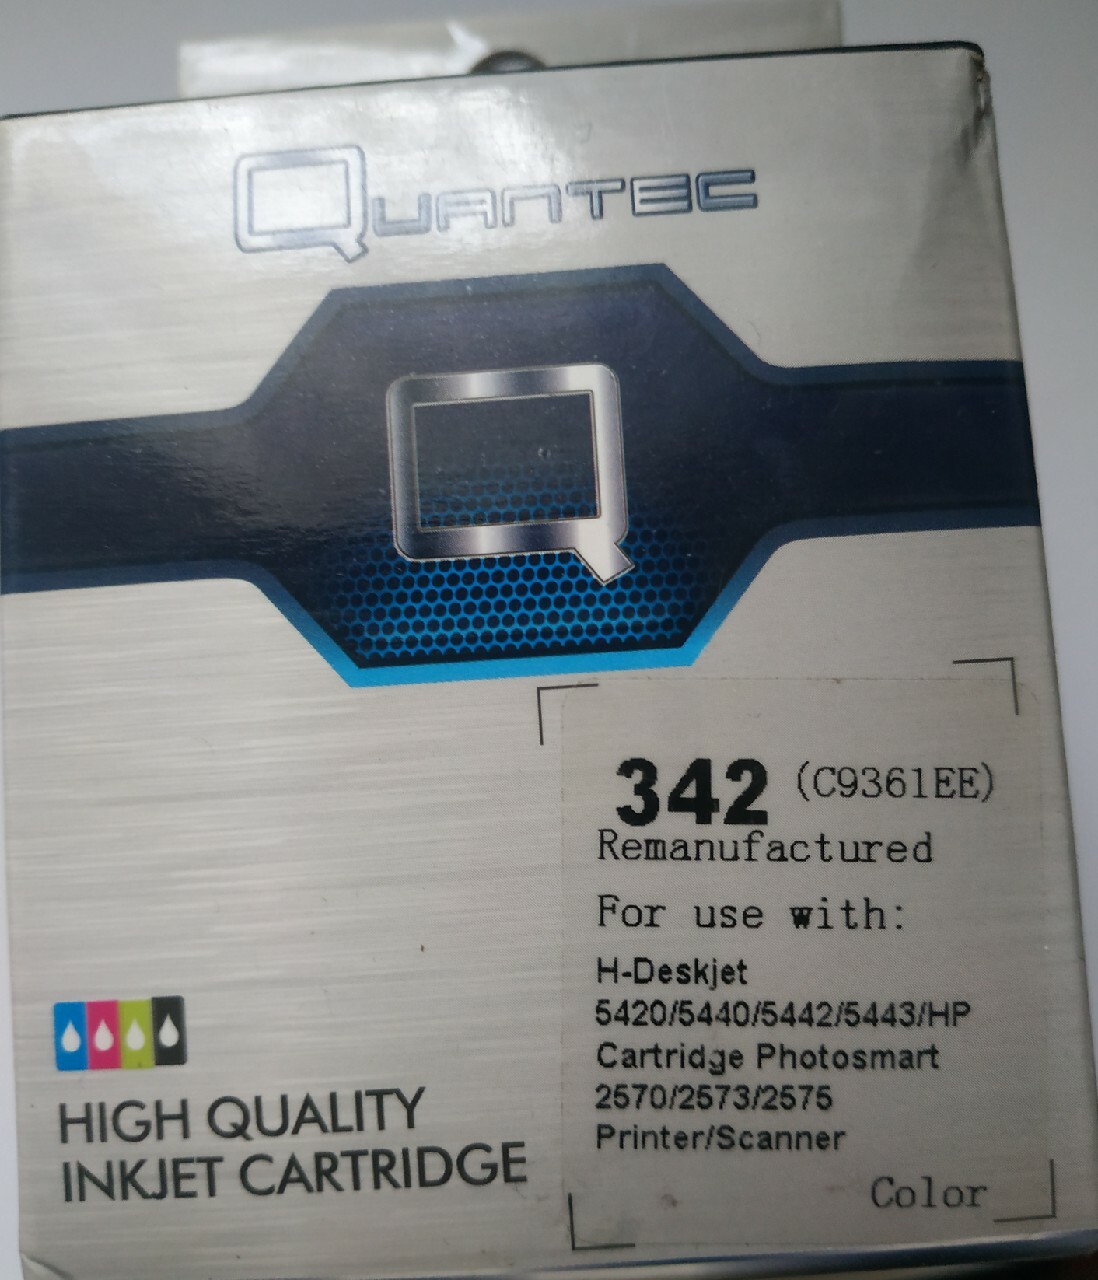 QUANTEC
Q
342 (C9361EE)
Remanufactured
For use with:
H-Deskjet
5420/5440/5442/5443/HP
Cartridge Photosmart
2570/2573/2575
Printer/Scanner
Color
HIGH QUALITY
INKJET CARTRIDGE